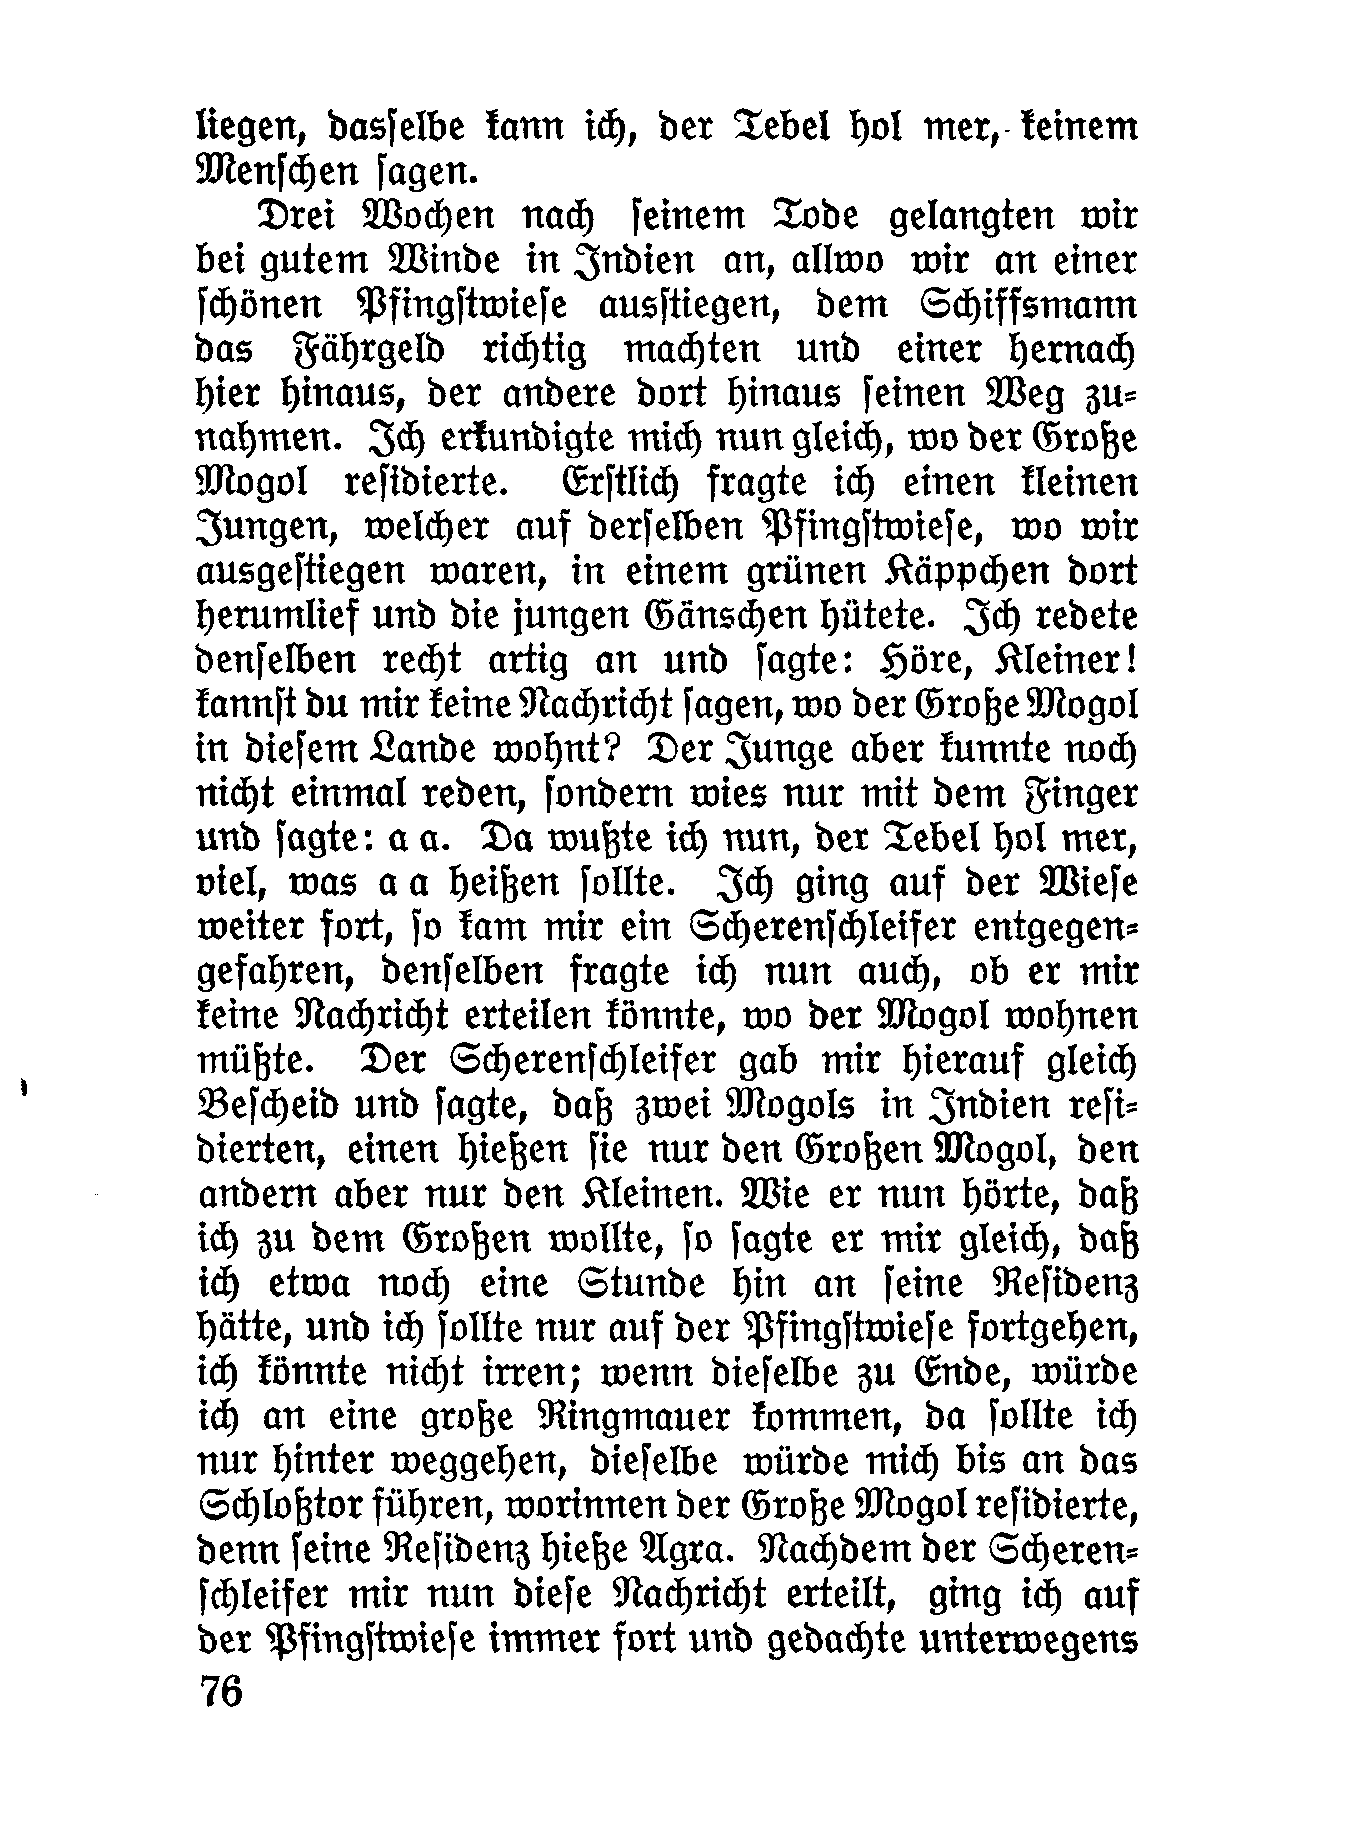 liegen, dasſelbe kann ich, der Tebel hol mer, keinem
Menſchen ſagen.
Drei Wochen nach ſeinem Tode gelangten wir
bei gutem Winde in Indien an, allwo wir an einer
ſchönen Pfingſtwieſe ausſtiegen, dem Schiffsmann
das Fährgeld richtig machten und einer hernach
hier hinaus, der andere dort hinaus ſeinen Weg zu⸗
nahmen. Ich erkundigte mich nun gleich, wo der Große
Mogol reſidierte. Erſtlich fragte ich einen kleinen
Jungen, welcher auf derſelben Pfingſtwieſe, wo wir
ausgeſtiegen waren, in einem grünen Käppchen dort
herumlief und die jungen Gänschen hütete. Ich redete
denſelben recht artig an und ſagte: Höre, Kleiner!
kannſt du mir keine Nachricht ſagen, wo der Große Mogol
in dieſem Lande wohnt? Der Junge aber kunnte noch
nicht einmal reden, ſondern wies nur mit dem Finger
und ſagte: a a. Da wußte ich nun, der Tebel hol mer,
viel, was a a heißen ſollte. Ich ging auf der Wieſe
weiter fort, ſo kam mir ein Scherenſchleifer entgegen⸗
gefahren, denſelben fragte ich nun auch, ob er mir
keine Nachricht erteilen könnte, wo der Mogol wohnen
müßte. Der Scherenſchleifer gab mir hierauf gleich
Beſcheid und ſagte, daß zwei Mogols in Indien reſi⸗
dierten, einen hießen ſie nur den Großen Mogol, den
andern aber nur den Kleinen. Wie er nun hörte, daß
ich zu dem Großen wollte, ſo ſagte er mir gleich, daß
ich etwa noch eine Stunde hin an ſeine Reſidenz
hätte, und ich ſollte nur auf der Pfingſtwieſe fortgehen,
ich könnte nicht irren; wenn dieſelbe zu Ende, würde
ich an eine große Ringmauer kommen, da ſollte ich
nur hinter weggehen, dieſelbe würde mich bis an das
Schloßtor führen, worinnen der Große Mogol reſidierte,
denn ſeine Reſidenz hieße Agra. Nachdem der Scheren⸗
ſchleifer mir nun dieſe Nachricht erteilt, ging ich auf
der Pfingſtwieſe immer fort und gedachte unterwegens
76